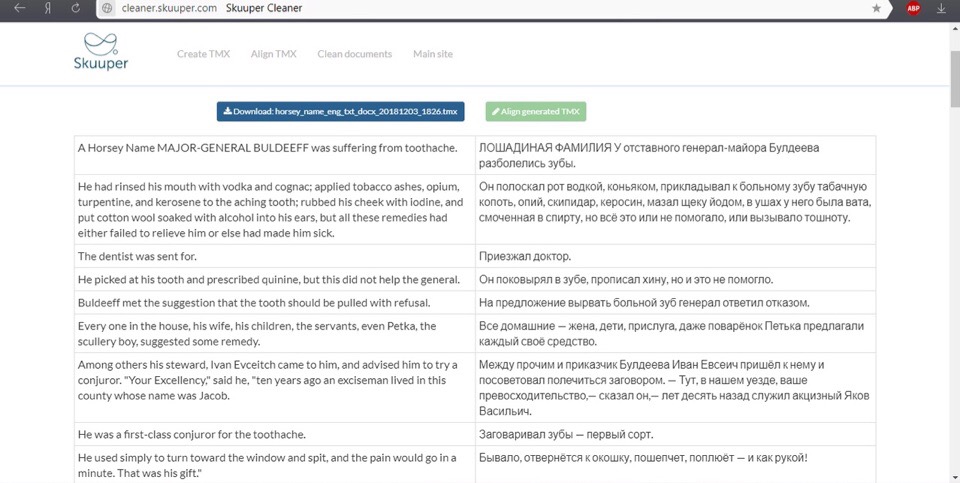 Я
cleaner.skuuper.com Skuuper Cleaner
ABP
Skuuper
Create TMX Align TMX Clean documents Main site
Download: horsey_name_eng_txt_docx_20181203_1826.tmx Align generated TMX
A Horsey Name MAJOR-GENERAL BULDEEFF was suffering from toothache.
ЛОШАДИНАЯ ФАМИЛИЯ У отставного генерал-майора Булдеева
разболелись зубы.
He had rinsed his mouth with vodka and cognac; applied tobacco ashes, opium,
turpentine, and kerosene to the aching tooth; rubbed his cheek with iodine, and
put cotton wool soaked with alcohol into his ears, but all these remedies had
either failed to relieve him or else had made him sick.
Он полоскал рот водкой, коньяком, прикладывал к больному зубу табачную
копоть, опий, скипидар, керосин, мазал щеку йодом, в ушах у него была вата,
смоченная в спирту, но всё это или не помогало, или вызывало тошноту.
The dentist was sent for.
Приезжал доктор.
He picked at his tooth and prescribed quinine, but this did not help the general.
Он поковырял в зубе, прописал хину, но и это не помогло.
Buldeeff met the suggestion that the tooth should be pulled with refusal.
На предложение вырвать больной зуб генерал ответил отказом.
Every one in the house, his wife, his children, the servants, even Petka, the
scullery boy, suggested some remedy.
Все домашние — жена, дети, прислуга, даже поварёнок Петька предлагали
каждый своё средство.
Among others his steward, Ivan Evceitch came to him, and advised him to try a
conjuror. "Your Excellency," said he, "ten years ago an exciseman lived in this
county whose name was Jacob.
Между прочим и приказчик Булдеева Иван Евсеич пришёл к нему и
посоветовал полечиться заговором. — Тут, в нашем уезде, ваше
превосходительство,— сказал он,— лет десять назад служил акцизный Яков
Васильич.
He was a first-class conjuror for the toothache.
Заговаривал зубы — первый сорт.
He used simply to turn toward the window and spit, and the pain would go in a
minute. That was his gift."
Бывало, отвернётся к окошку, пошепчет, поплюёт — и как рукой!